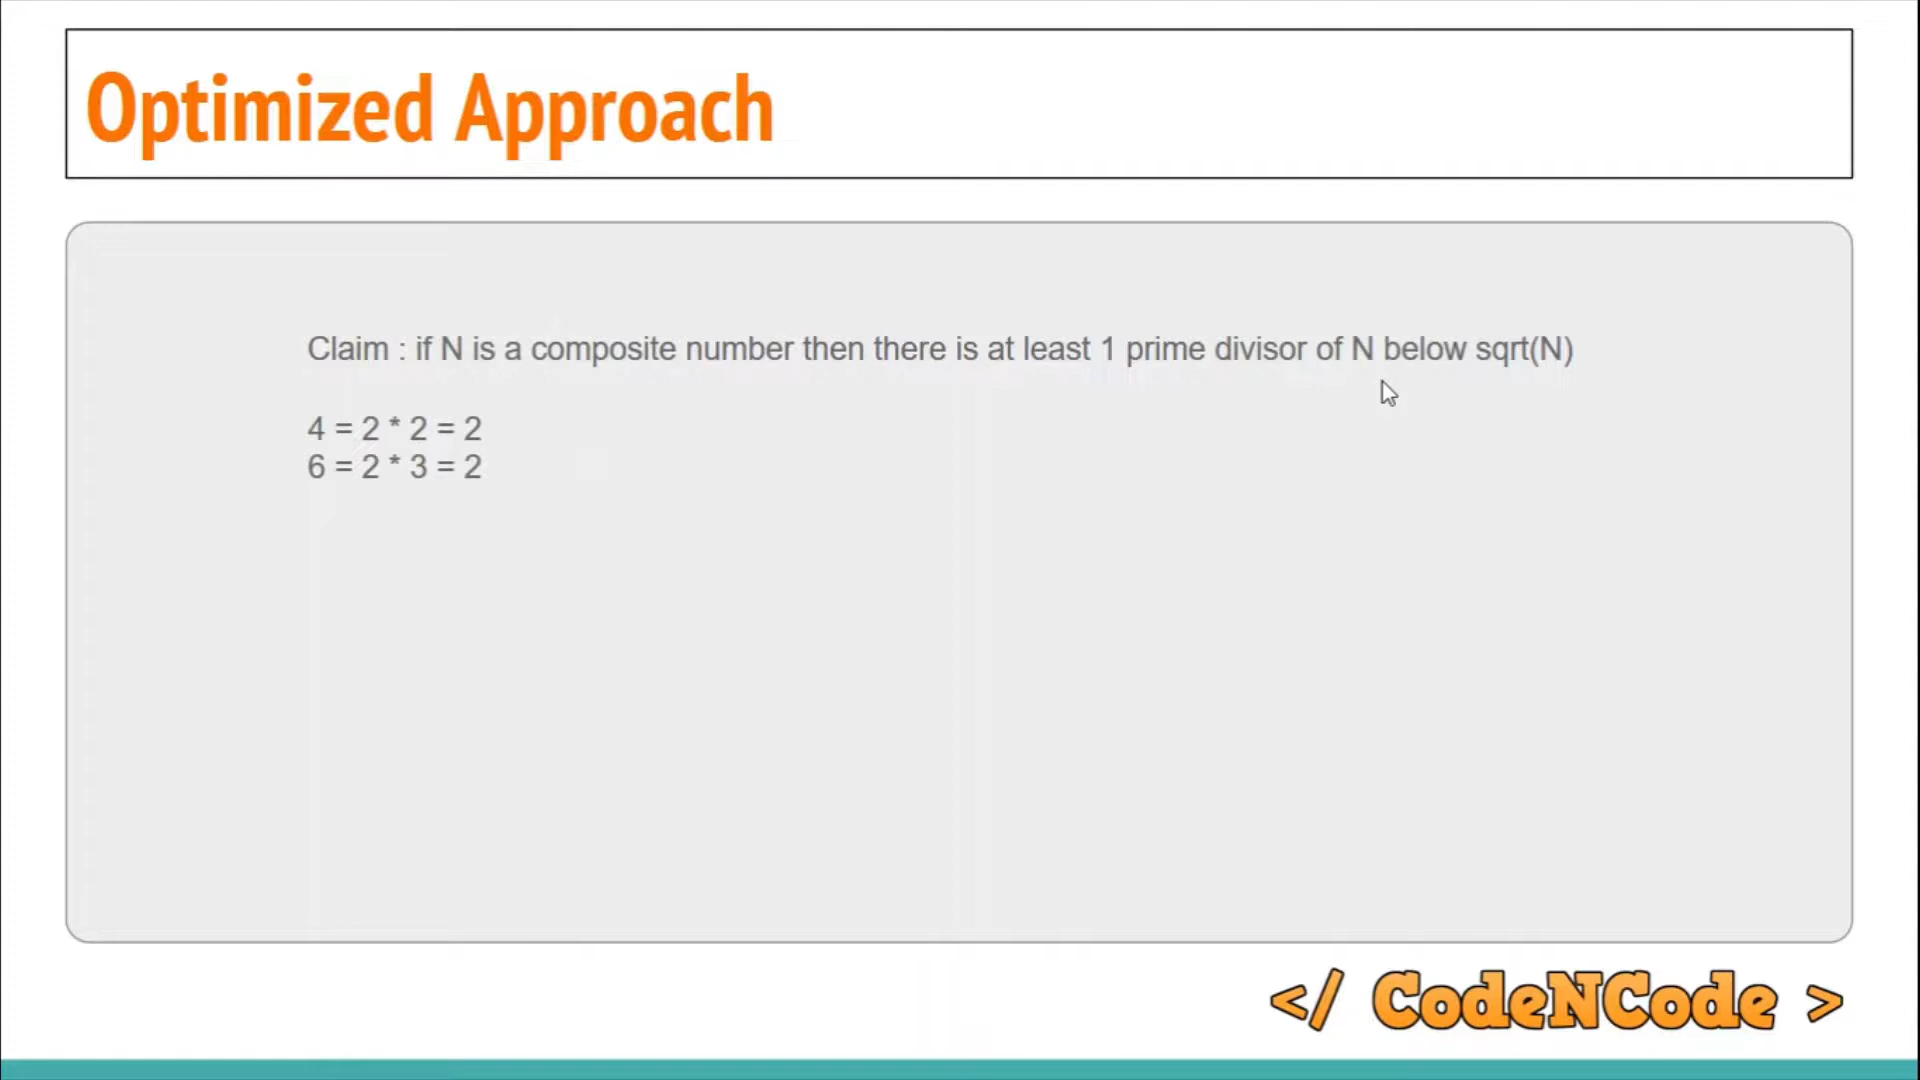 Optimized Approach
Claim : if N is a composite number then there is at least 1 prime divisor of N below sqrt(N)
4 = 2 * 2 = 2
6 = 2 * 3 = 2
</ CodeNCode >